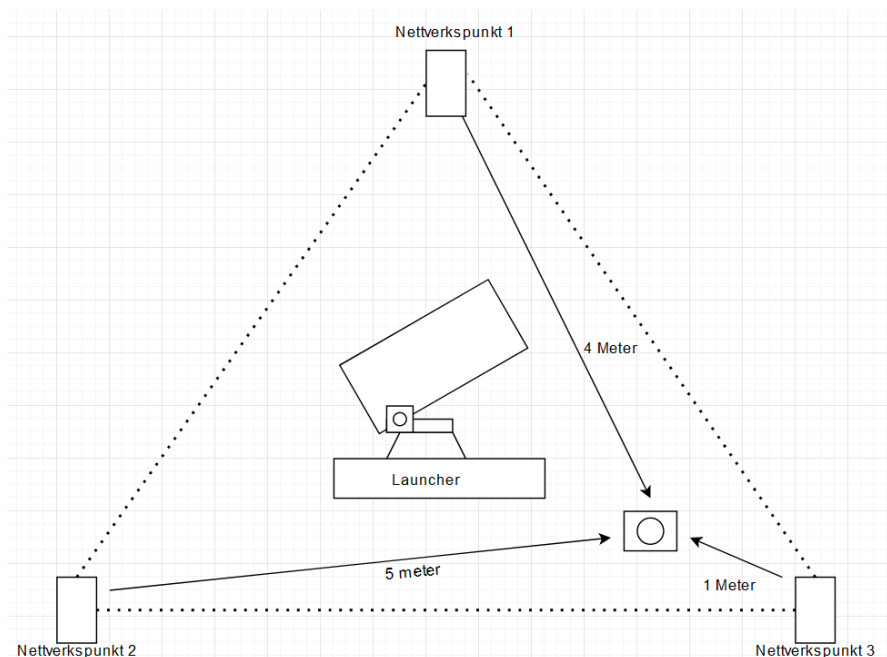 Nettverkspunkt 1
4 Meter
Launcher
5 meter
1 Meter
Nettverkspunkt 2
Nettverkspunkt 3